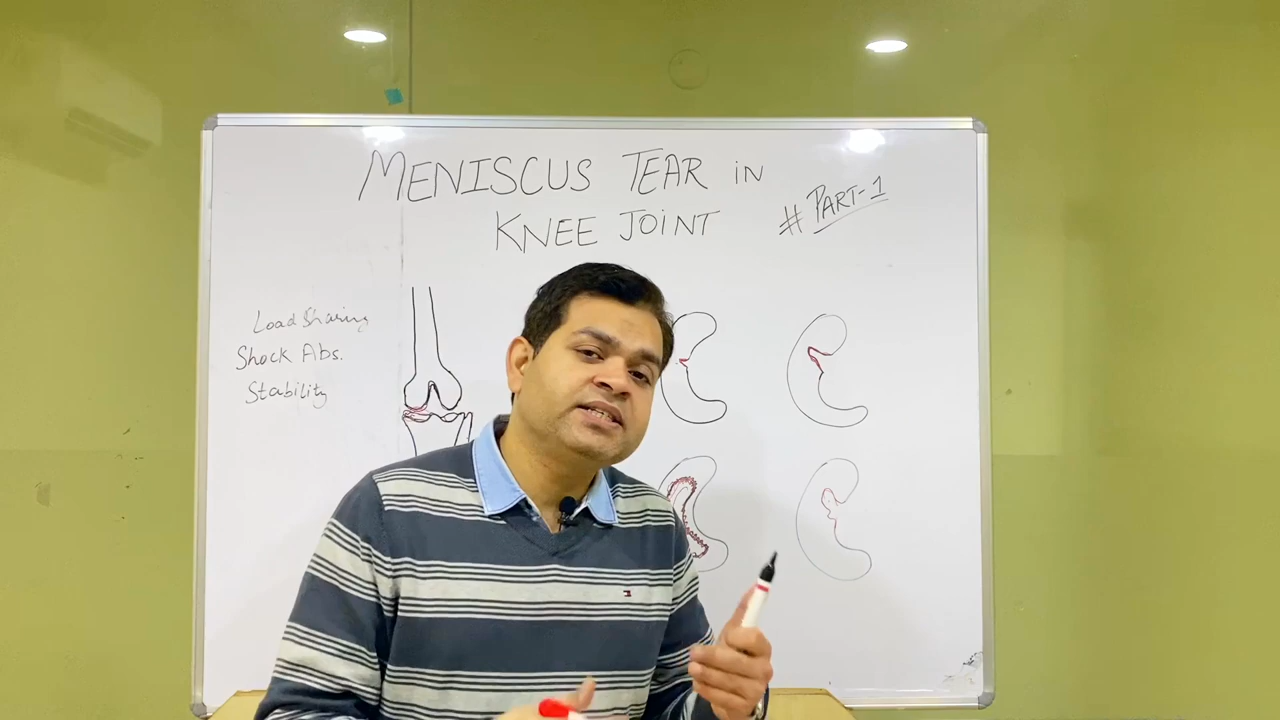 MENISCUS TEAR in
KNEE JOINT
# PART-1
Load Sharing
Shock Abs.
Stability